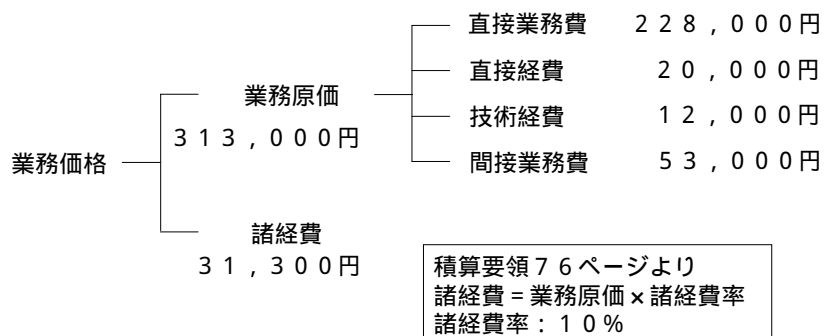 直接業務費　２２８，０００円
直接経費　２０，０００円
業務原価
技術経費　１２，０００円
３１３，０００円
業務価格
間接業務費　５３，０００円
諸経費
３１，３００円
積算要領７６ページより
諸経費＝業務原価×諸経費率
諸経費率：１０％